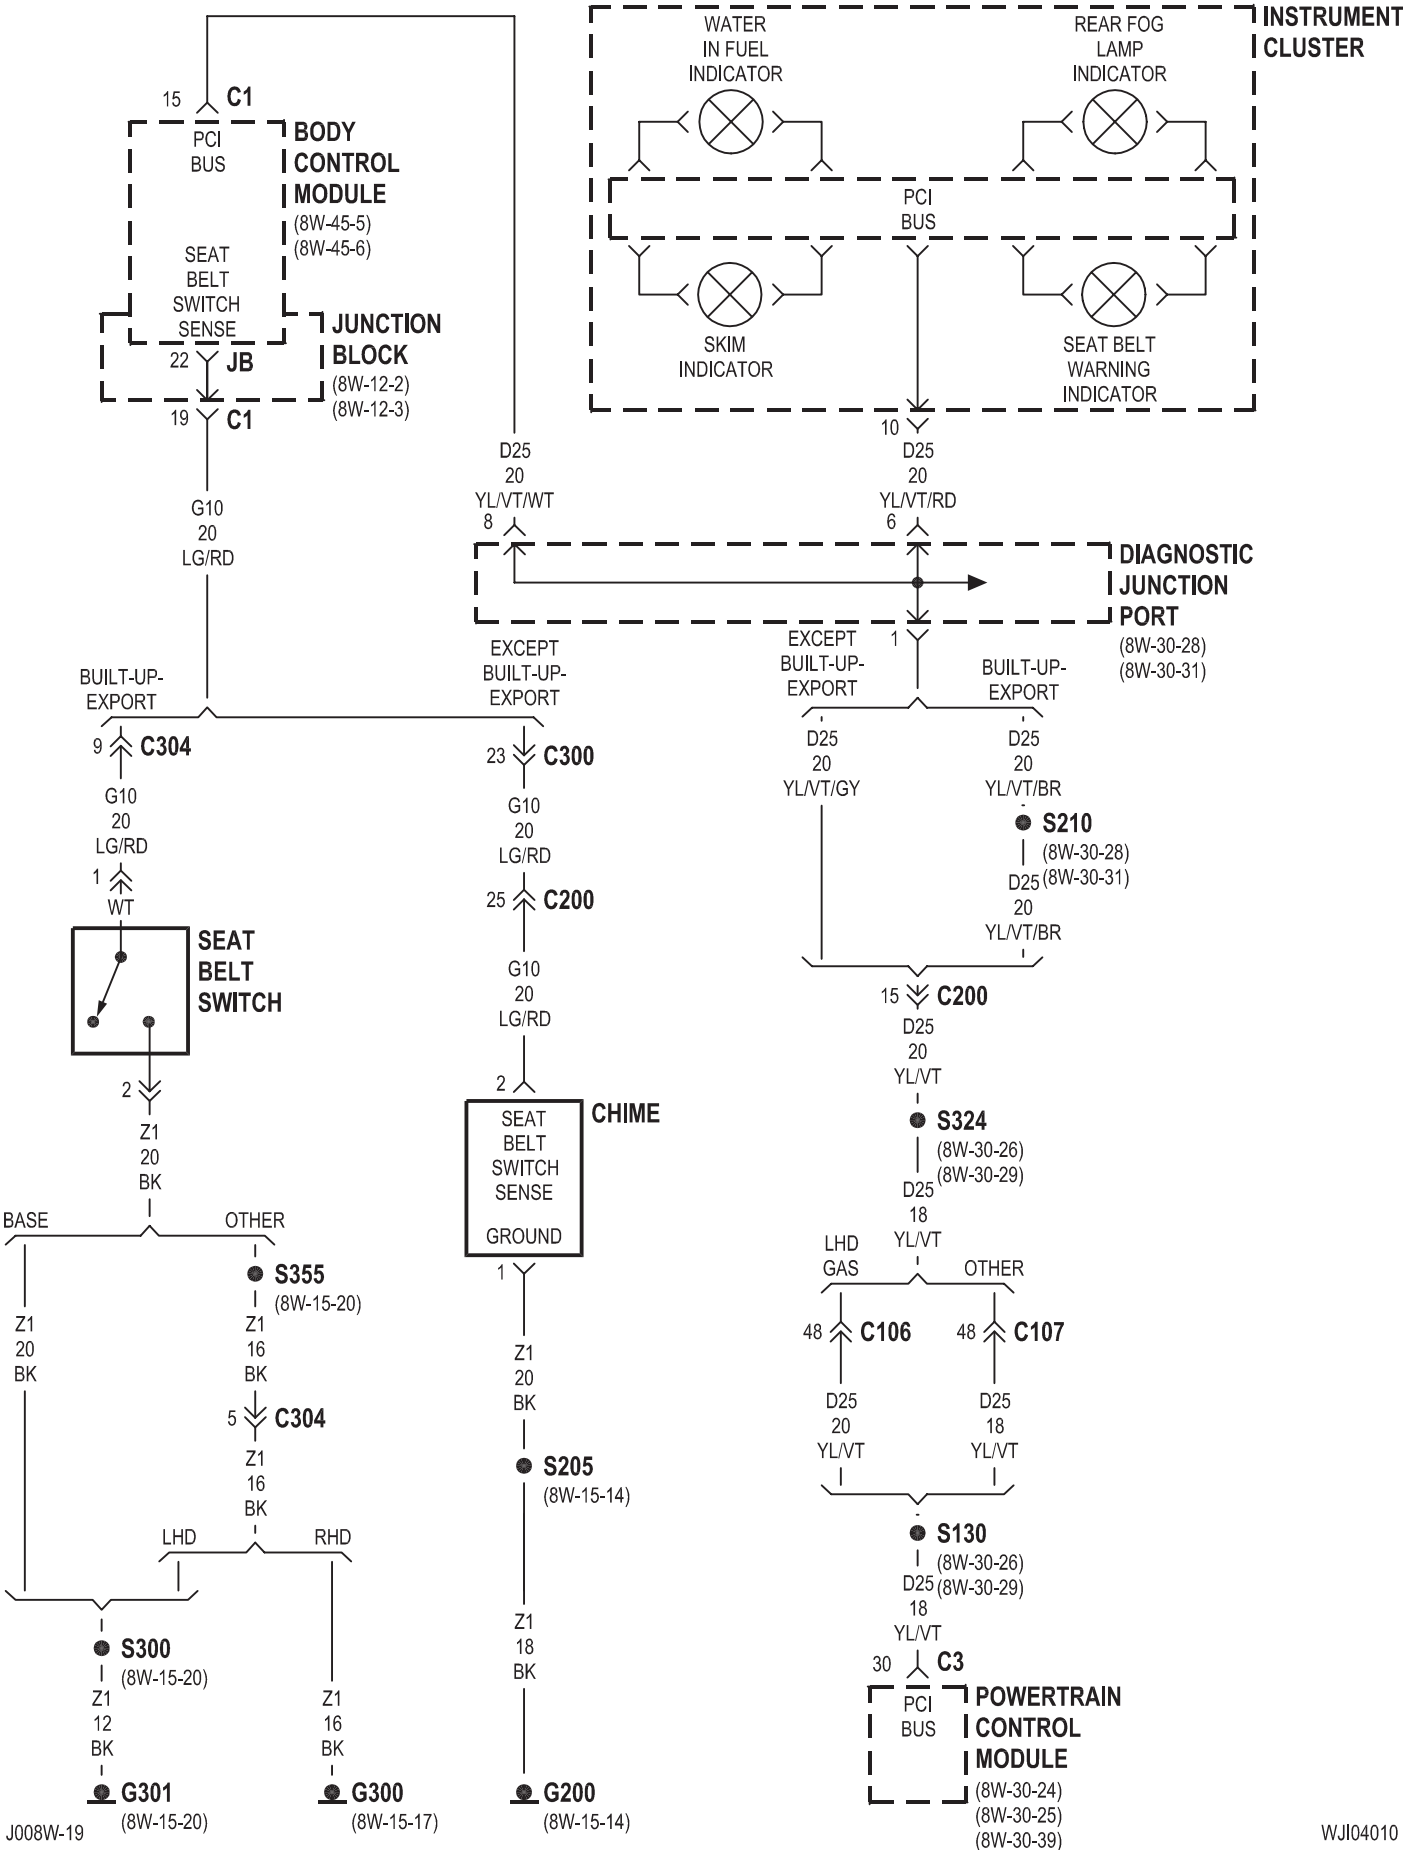 INSTRUMENT
CLUSTER
WATER
IN FUEL
INDICATOR
REAR FOG
LAMP
INDICATOR
PCI
BUS
SKIM
INDICATOR
SEAT BELT
WARNING
INDICATOR
15 C1
PCI
BUS
BODY
CONTROL
MODULE
(8W-45-5)
(8W-45-6)
SEAT
BELT
SWITCH
SENSE
22 JB
JUNCTION
BLOCK
(8W-12-2)
(8W-12-3)
19 C1
G10
20
LG/RD
D25
20
YL/VT/WT
8
10
D25
20
YL/VT/RD
6
DIAGNOSTIC
JUNCTION
PORT
(8W-30-28)
(8W-30-31)
1
BUILT-UP-
EXPORT
EXCEPT
BUILT-UP-
EXPORT
9 C304
G10
20
LG/RD
1
WT
SEAT
BELT
SWITCH
2
Z1
20
BK
BASE
OTHER
Z1
20
BK
S355
(8W-15-20)
Z1
16
BK
5 C304
Z1
16
BK
LHD
RHD
S300
(8W-15-20)
Z1
12
BK
G301
(8W-15-20)
Z1
16
BK
G300
(8W-15-17)
23 C300
G10
20
LG/RD
25 C200
G10
20
LG/RD
2
CHIME
SEAT
BELT
SWITCH
SENSE
GROUND
1
Z1
20
BK
S205
(8W-15-14)
Z1
18
BK
G200
(8W-15-14)
EXCEPT
BUILT-UP-
EXPORT
BUILT-UP-
EXPORT
D25
20
YL/VT/GY
D25
20
YL/VT/BR
S210
(8W-30-28)
(8W-30-31)
D25
20
YL/VT/BR
15 C200
D25
20
YL/VT
S324
(8W-30-26)
(8W-30-29)
D25
18
YL/VT
LHD
GAS
OTHER
48 C106
48 C107
D25
20
YL/VT
D25
18
YL/VT
S130
(8W-30-26)
(8W-30-29)
D25
18
YL/VT
30 C3
PCI
BUS
POWERTRAIN
CONTROL
MODULE
(8W-30-24)
(8W-30-25)
(8W-30-39)
J008W-19
WJI04010